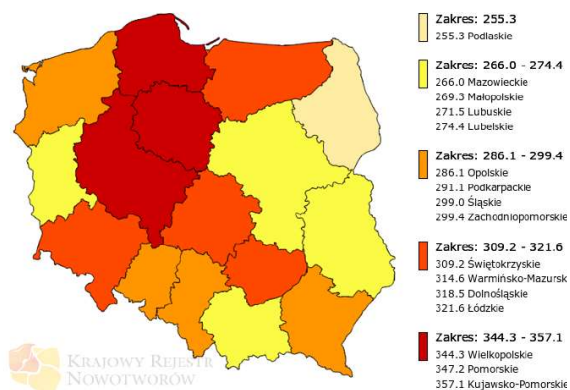 Zakres: 255.3
255.3 Podlaskie
Zakres: 266.0 - 274.4
266.0 Mazowieckie
269.3 Małopolskie
271.5 Lubuskie
274.4 Lubelskie
Zakres: 286.1 - 299.4
286.1 Opolskie
291.1 Podkarpackie
299.0 Śląskie
299.4 Zachodniopomorskie
Zakres: 309.2 - 321.6
309.2 Świętokrzyskie
314.6 Warmińsko-Mazursk
318.5 Dolnośląskie
321.6 Łódzkie
Zakres: 344.3 - 357.1
344.3 Wielkopolskie
347.2 Pomorskie
357.1 Kujawsko-Pomorskie
KRAJOWY REJESTR
NOWOTWORÓW